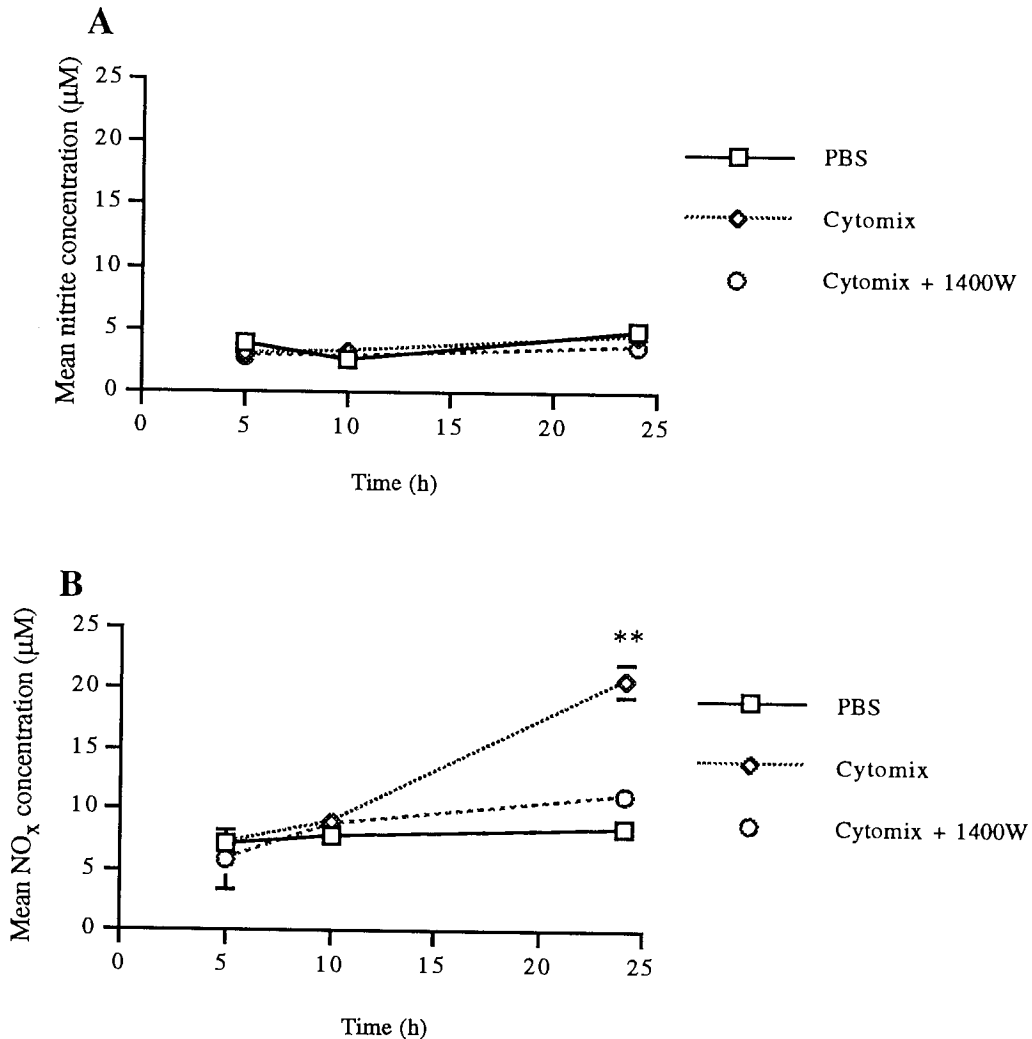 A
Mean nitrite concentration (μM)
25
20
15
10
5
0
0 5 10 15 20 25
Time (h)
PBS
Cytomix
Cytomix + 1400W
B
Mean NOx concentration (μM)
25
20
15
10
5
0
0 5 10 15 20 25
Time (h)
**
PBS
Cytomix
Cytomix + 1400W